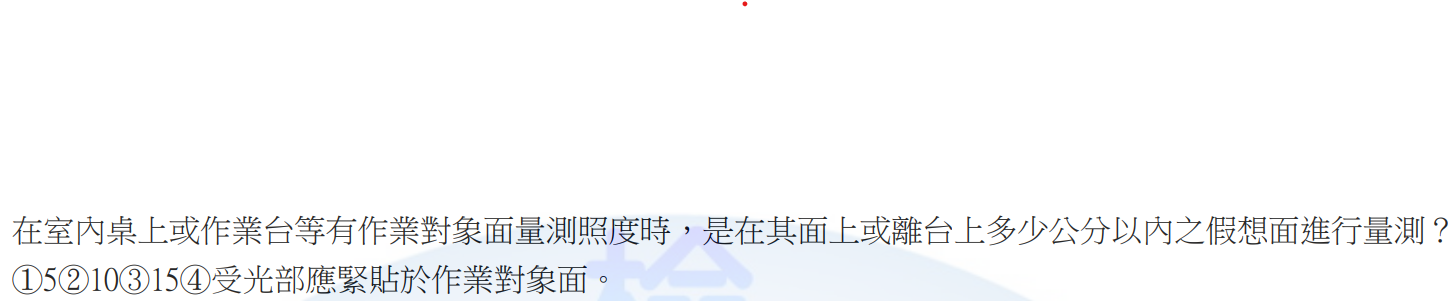 在室內桌上或作業台等有作業對象面量測照度時，是在其面上或離台上多少公分以內之假想面進行量測？
①5②10③15④受光部應緊貼於作業對象面。
檢